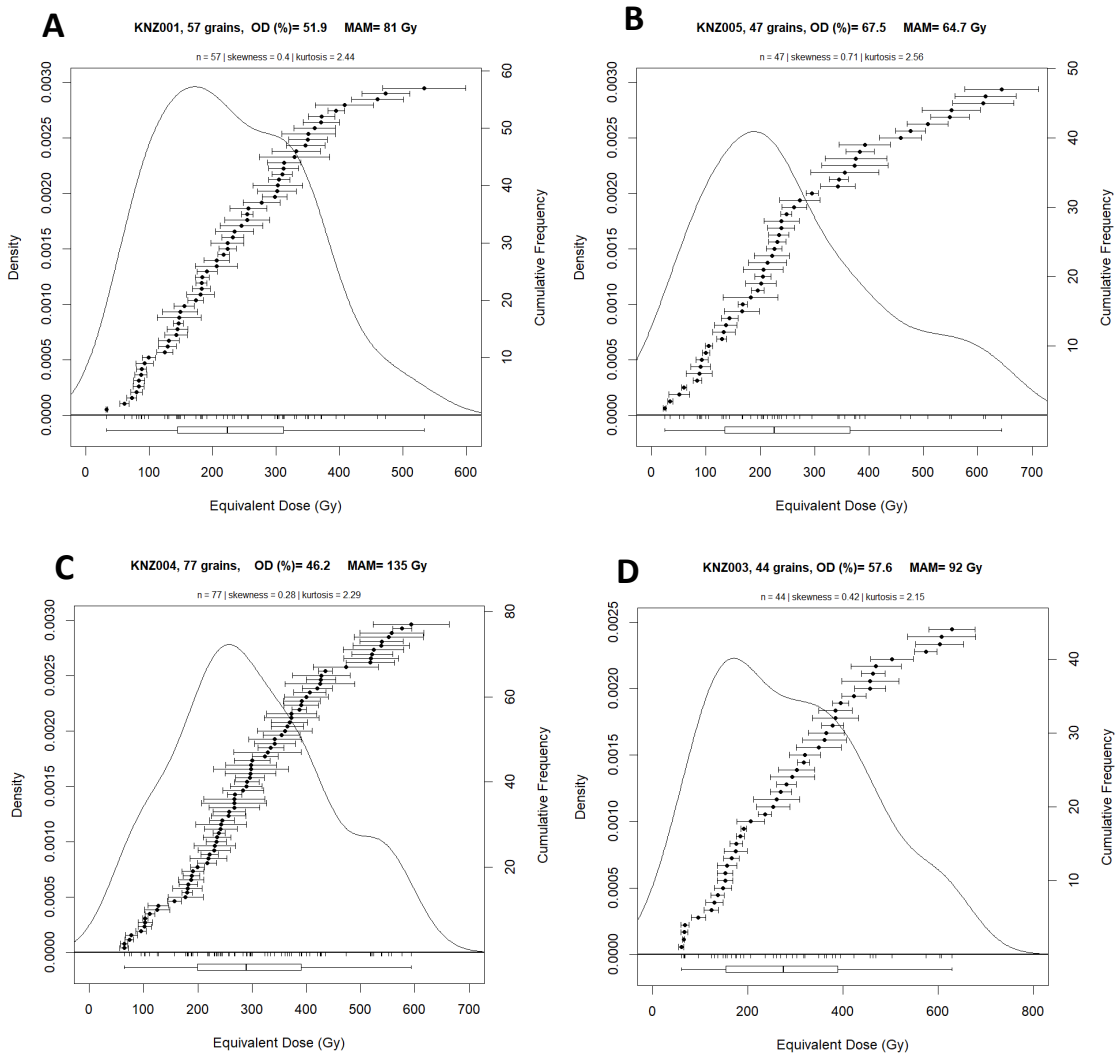 A
KNZ001, 57 grains, OD (%)= 51.9 MAM= 81 Gy
n = 57 | skewness = 0.4 | kurtosis = 2.44
Density
0.0000 0.0005 0.0010 0.0015 0.0020 0.0025 0.0030
10 20 30 40 50 60
Cumulative Frequency
0 100 200 300 400 500 600
Equivalent Dose (Gy)
B
KNZ005, 47 grains, OD (%)= 67.5 MAM= 64.7 Gy
n = 47 | skewness = 0.71 | kurtosis = 2.56
Density
0.0000 0.0005 0.0010 0.0015 0.0020 0.0025 0.0030
10 20 30 40 50
Cumulative Frequency
0 100 200 300 400 500 600 700
Equivalent Dose (Gy)
C
KNZ004, 77 grains, OD (%)= 46.2 MAM= 135 Gy
n = 77 | skewness = 0.28 | kurtosis = 2.29
Density
0.0000 0.0005 0.0010 0.0015 0.0020 0.0025 0.0030
20 40 60 80
Cumulative Frequency
0 100 200 300 400 500 600 700
Equivalent Dose (Gy)
D
KNZ003, 44 grains, OD (%)= 57.6 MAM= 92 Gy
n = 44 | skewness = 0.42 | kurtosis = 2.15
Density
0.0000 0.0005 0.0010 0.0015 0.0020 0.0025
10 20 30 40
Cumulative Frequency
0 200 400 600 800
Equivalent Dose (Gy)